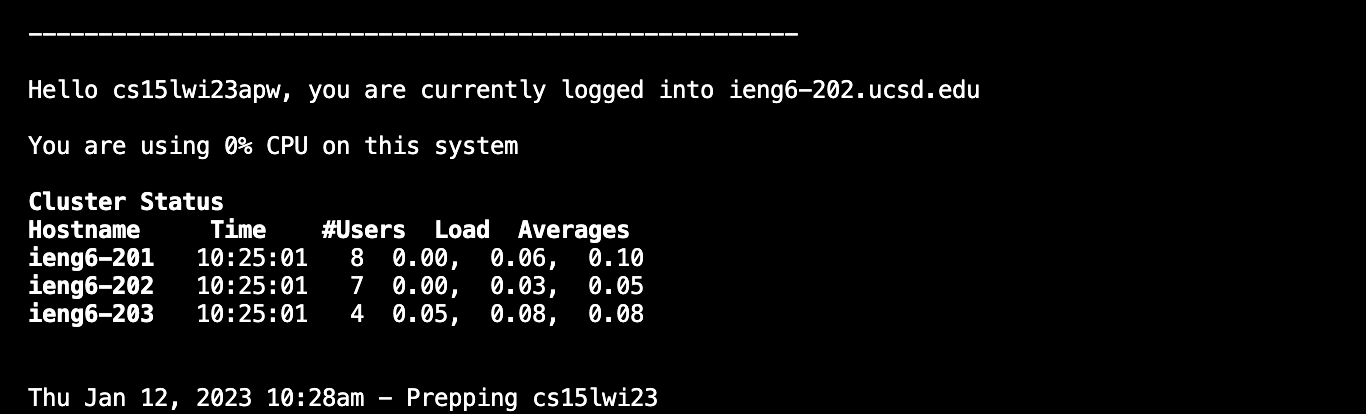 -------------------------------------------------------
Hello cs15lwi23apw, you are currently logged into ieng6-202.ucsd.edu
You are using 0% CPU on this system
Cluster Status
Hostname     Time    #Users  Load  Averages
ieng6-201   10:25:01   8  0.00,  0.06,  0.10
ieng6-202   10:25:01   7  0.00,  0.03,  0.05
ieng6-203   10:25:01   4  0.05,  0.08,  0.08
Thu Jan 12, 2023 10:28am - Prepping cs15lwi23